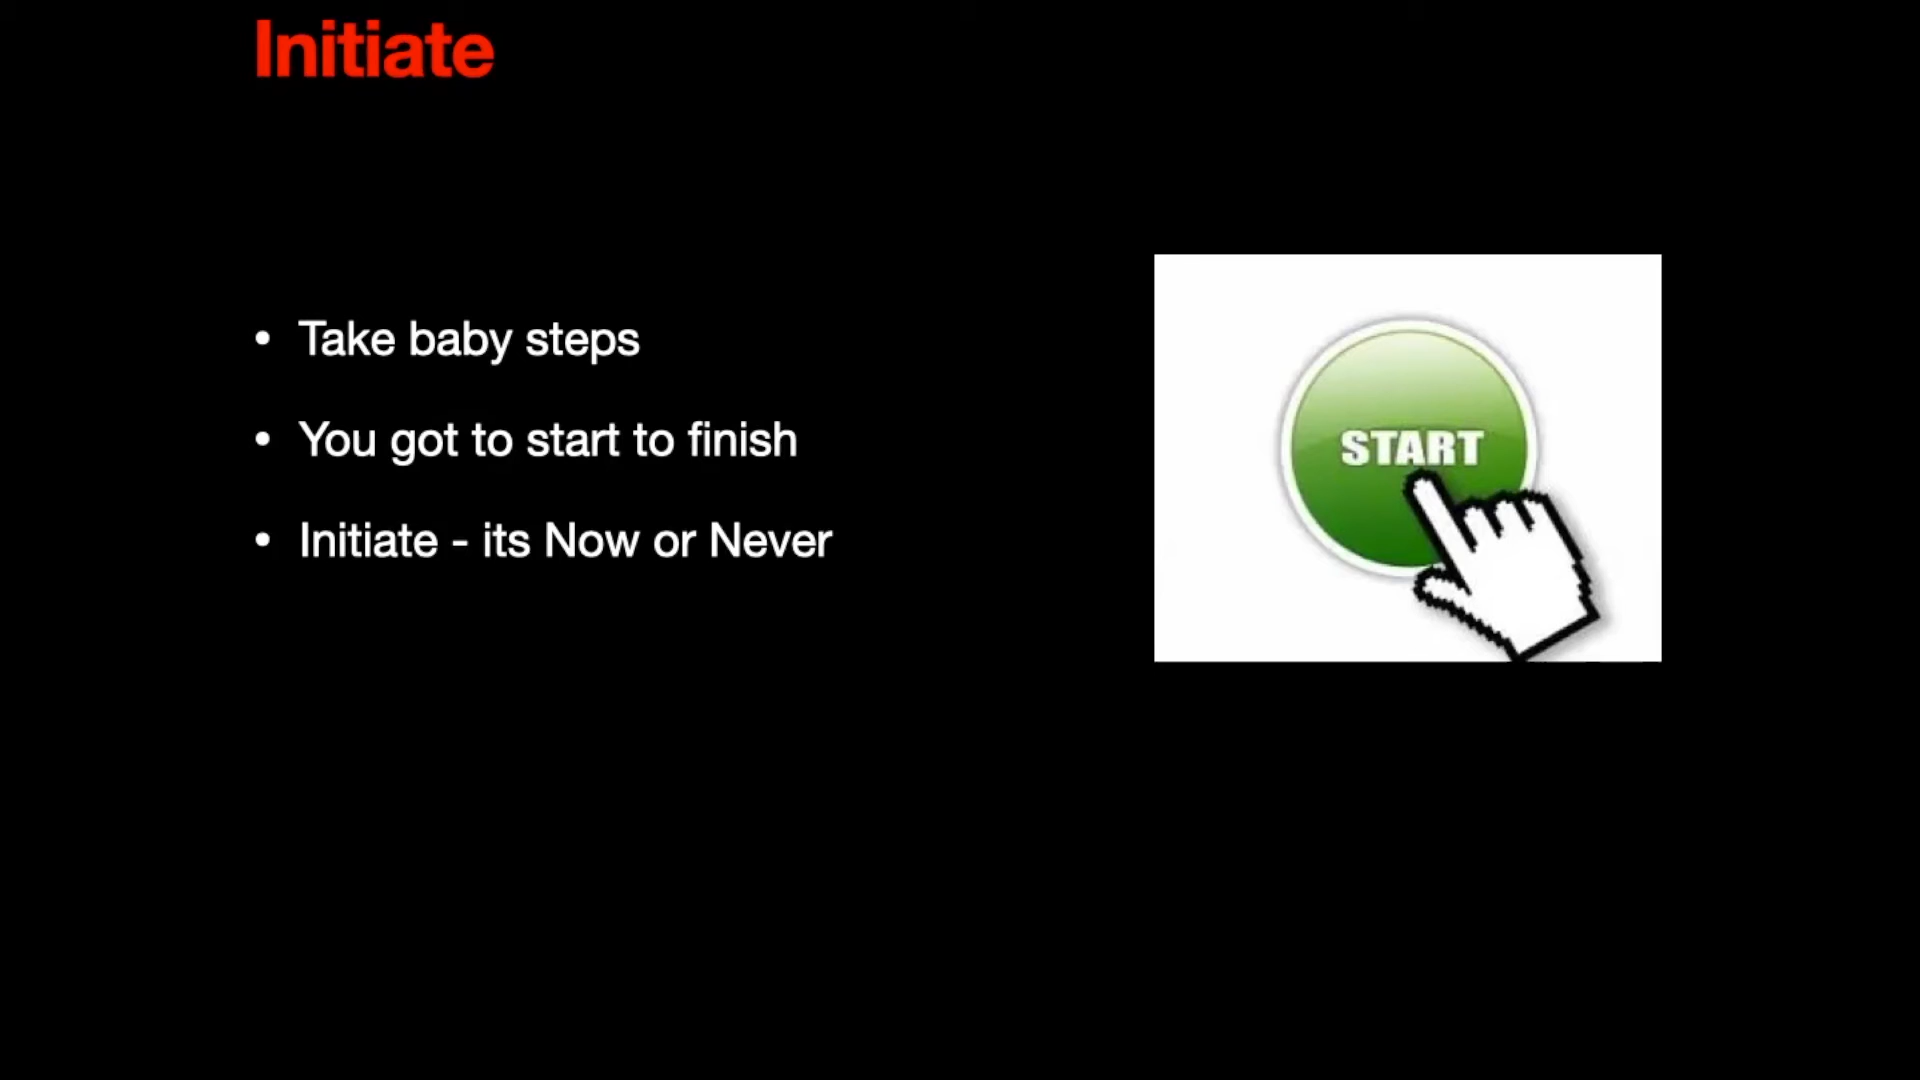 Initiate
• Take baby steps
• You got to start to finish
• Initiate - its Now or Never
START